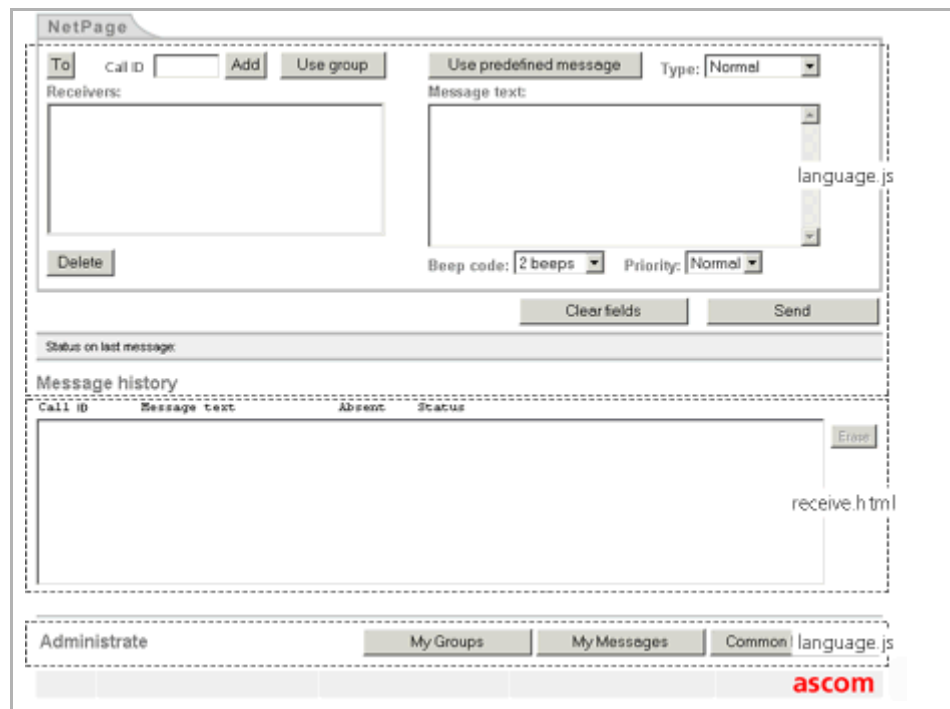 NetPage
To Call ID Add Use group Use predefined message Type: Normal
Receivers: Message text:
language.js
Delete Beep code: 2 beeps Priority: Normal
Clear fields Send
Status on last message:
Message history
Call ID Message text Absent Status
Erase
receive.html
Administrate My Groups My Messages Common language.js
ascom